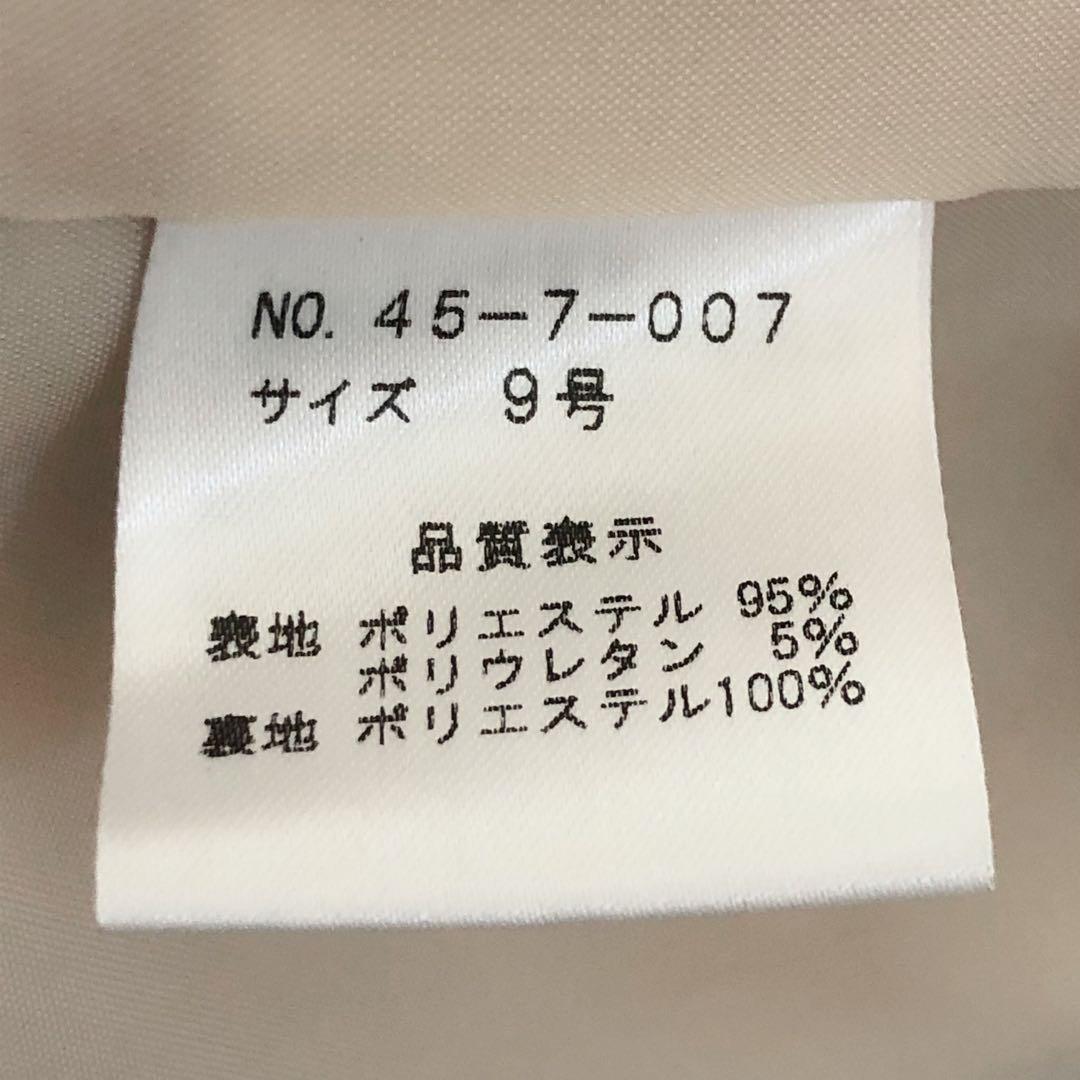 NO. 45-7-007
サイズ 9号
品質表示
表地 ポリエステル 95%
ポリウレタン 5%
裏地 ポリエステル100%